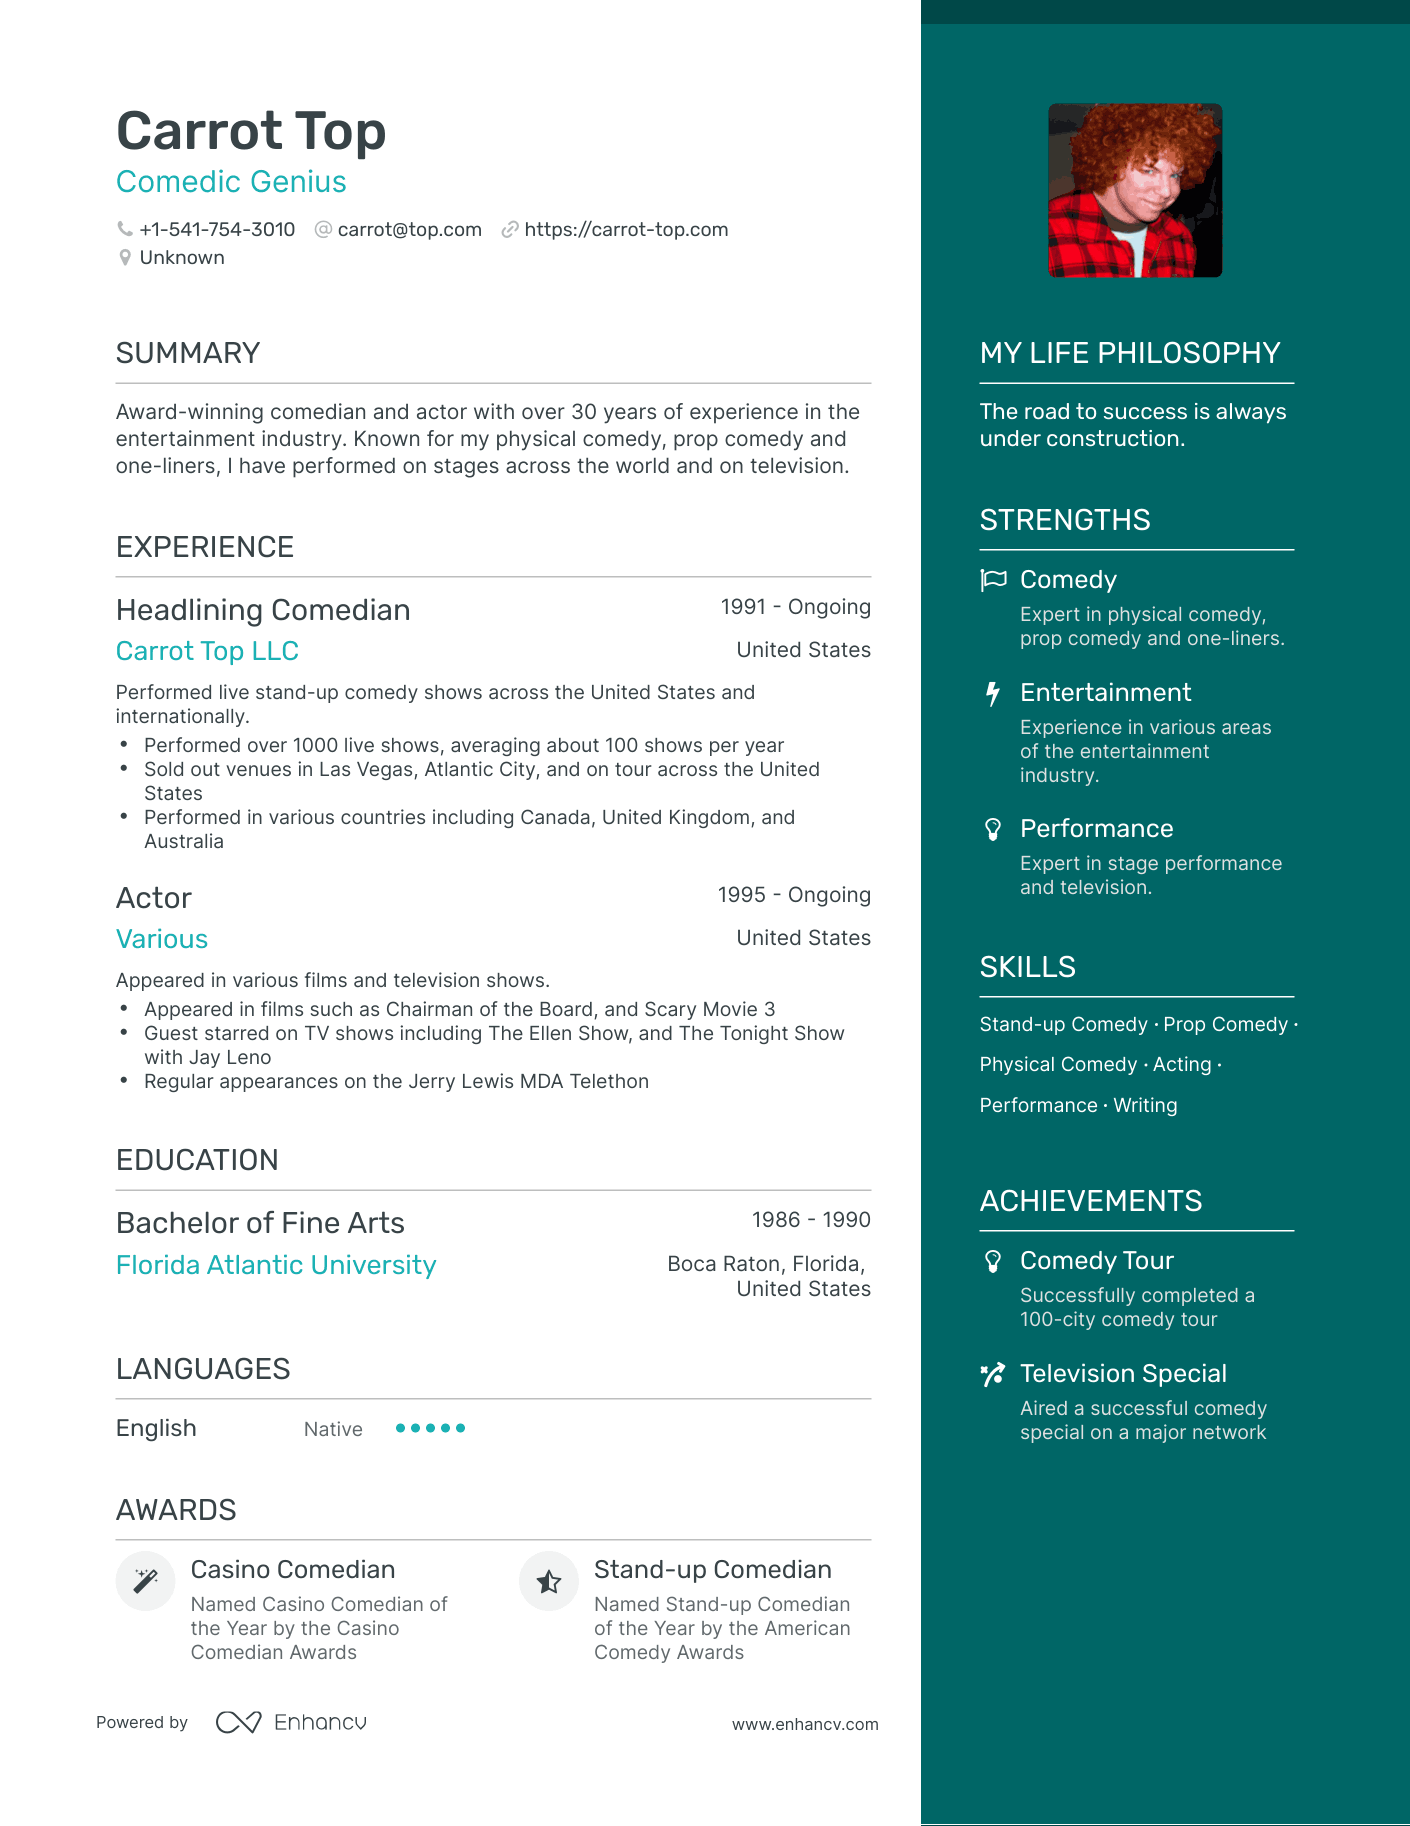 Carrot Top
Comedic Genius
+1-541-754-3010 carrot@top.com https://carrot-top.com
Unknown
SUMMARY
Award-winning comedian and actor with over 30 years of experience in the
entertainment industry. Known for my physical comedy, prop comedy and
one-liners, I have performed on stages across the world and on television.
EXPERIENCE
Headlining Comedian 1991 - Ongoing
Carrot Top LLC United States
Performed live stand-up comedy shows across the United States and
internationally.
• Performed over 1000 live shows, averaging about 100 shows per year
• Sold out venues in Las Vegas, Atlantic City, and on tour across the United
States
• Performed in various countries including Canada, United Kingdom, and
Australia
Actor 1995 - Ongoing
Various United States
Appeared in various films and television shows.
• Appeared in films such as Chairman of the Board, and Scary Movie 3
• Guest starred on TV shows including The Ellen Show, and The Tonight Show
with Jay Leno
• Regular appearances on the Jerry Lewis MDA Telethon
EDUCATION
Bachelor of Fine Arts 1986 - 1990
Florida Atlantic University Boca Raton, Florida,
United States
LANGUAGES
English Native
AWARDS
Casino Comedian
Named Casino Comedian of
the Year by the Casino
Comedian Awards
Stand-up Comedian
Named Stand-up Comedian
of the Year by the American
Comedy Awards
MY LIFE PHILOSOPHY
The road to success is always
under construction.
STRENGTHS
Comedy
Expert in physical comedy,
prop comedy and one-liners.
Entertainment
Experience in various areas
of the entertainment
industry.
Performance
Expert in stage performance
and television.
SKILLS
Stand-up Comedy · Prop Comedy ·
Physical Comedy · Acting ·
Performance · Writing
ACHIEVEMENTS
Comedy Tour
Successfully completed a
100-city comedy tour
Television Special
Aired a successful comedy
special on a major network
Powered by Enhancv www.enhancv.com